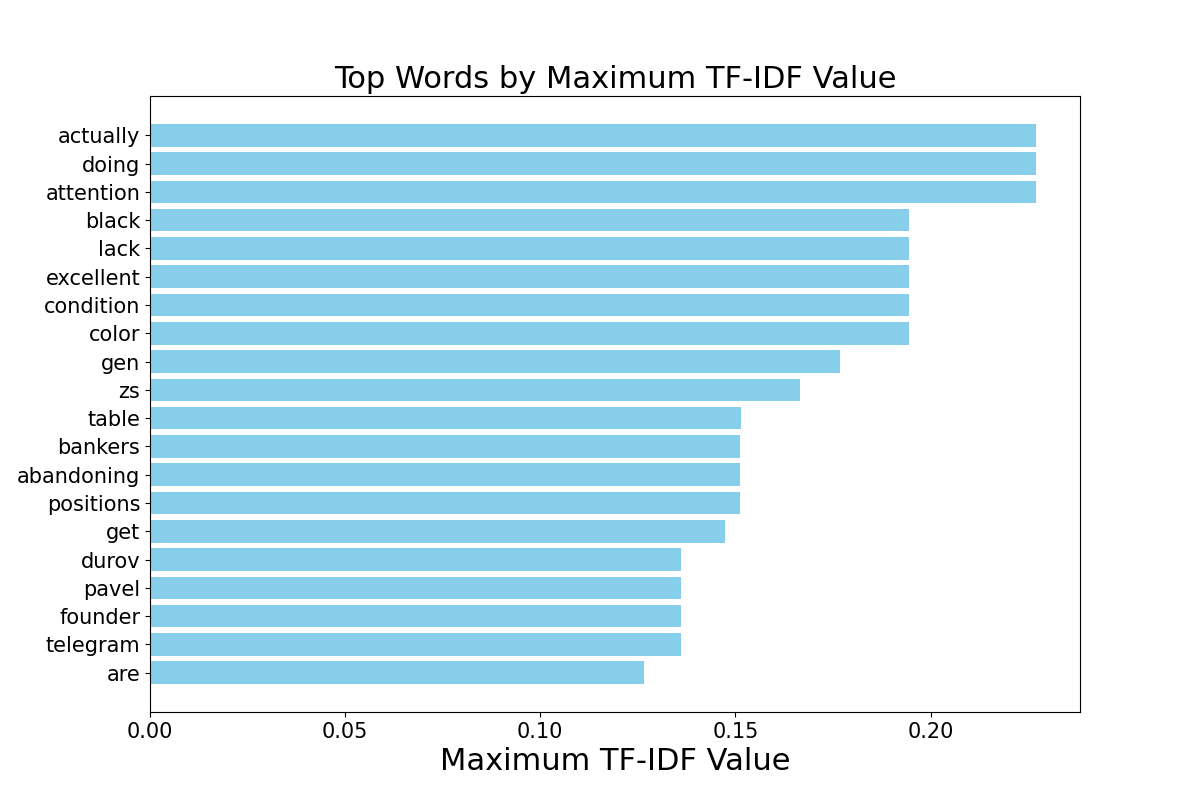 Top Words by Maximum TF-IDF Value
actually
doing
attention
black
lack
excellent
condition
color
gen
zs
table
bankers
abandoning
positions
get
durov
pavel
founder
telegram
are
0.00 0.05 0.10 0.15 0.20
Maximum TF-IDF Value